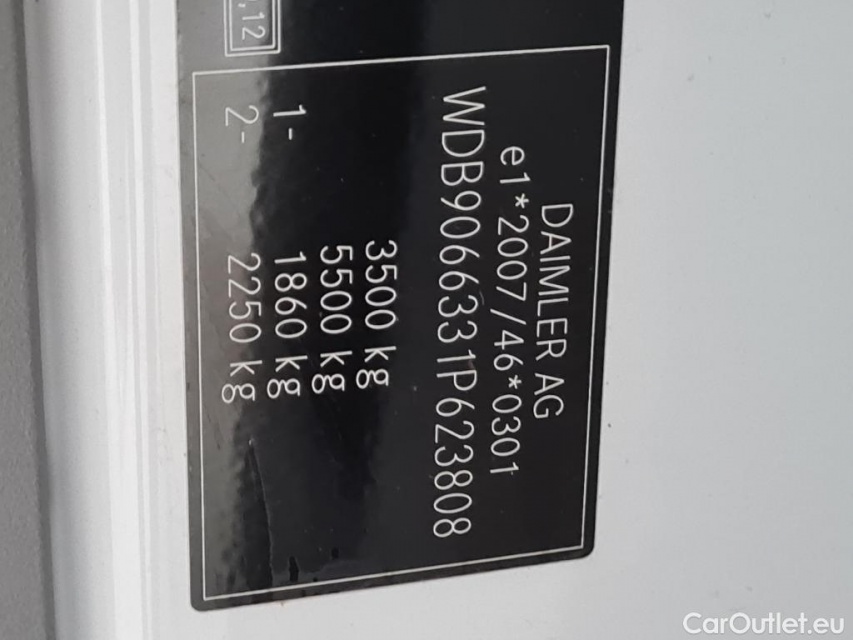 DAIMLER AG
e1*2007/46*0301
WDB9066331P623808
3500 kg
5500 kg
1- 1860 kg
2- 2250 kg
,12
CarOutlet.eu